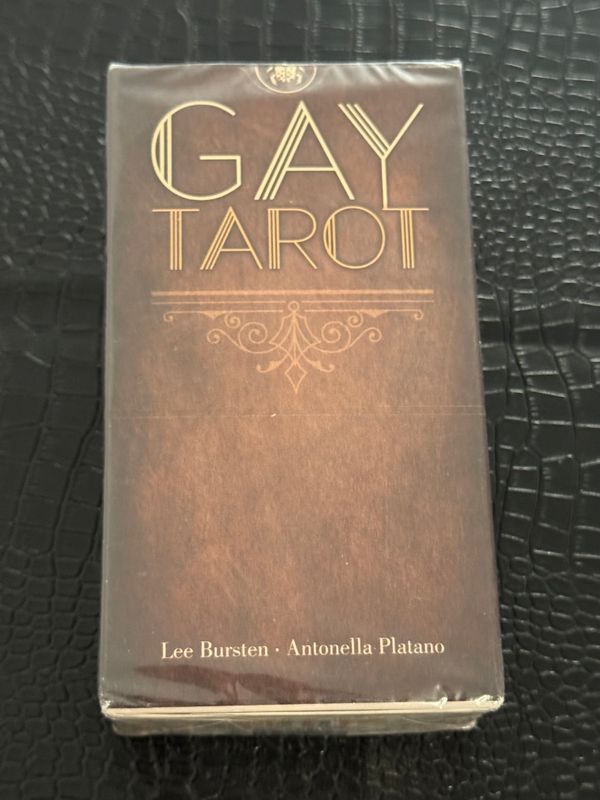 GAY
TAROT
Lee Bursten · Antonella Platano